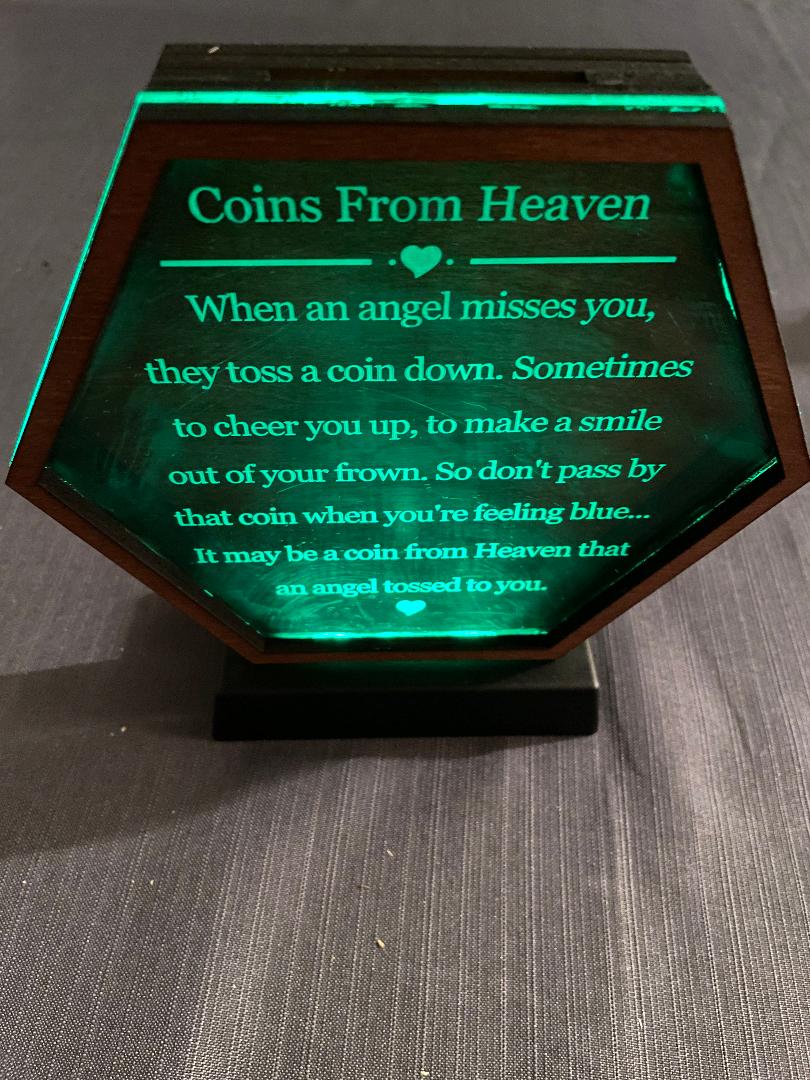 Coins From Heaven
When an angel misses you,
they toss a coin down. Sometimes
to cheer you up, to make a smile
out of your frown. So don't pass by
that coin when you're feeling blue...
It may be a coin from Heaven that
an angel tossed to you.